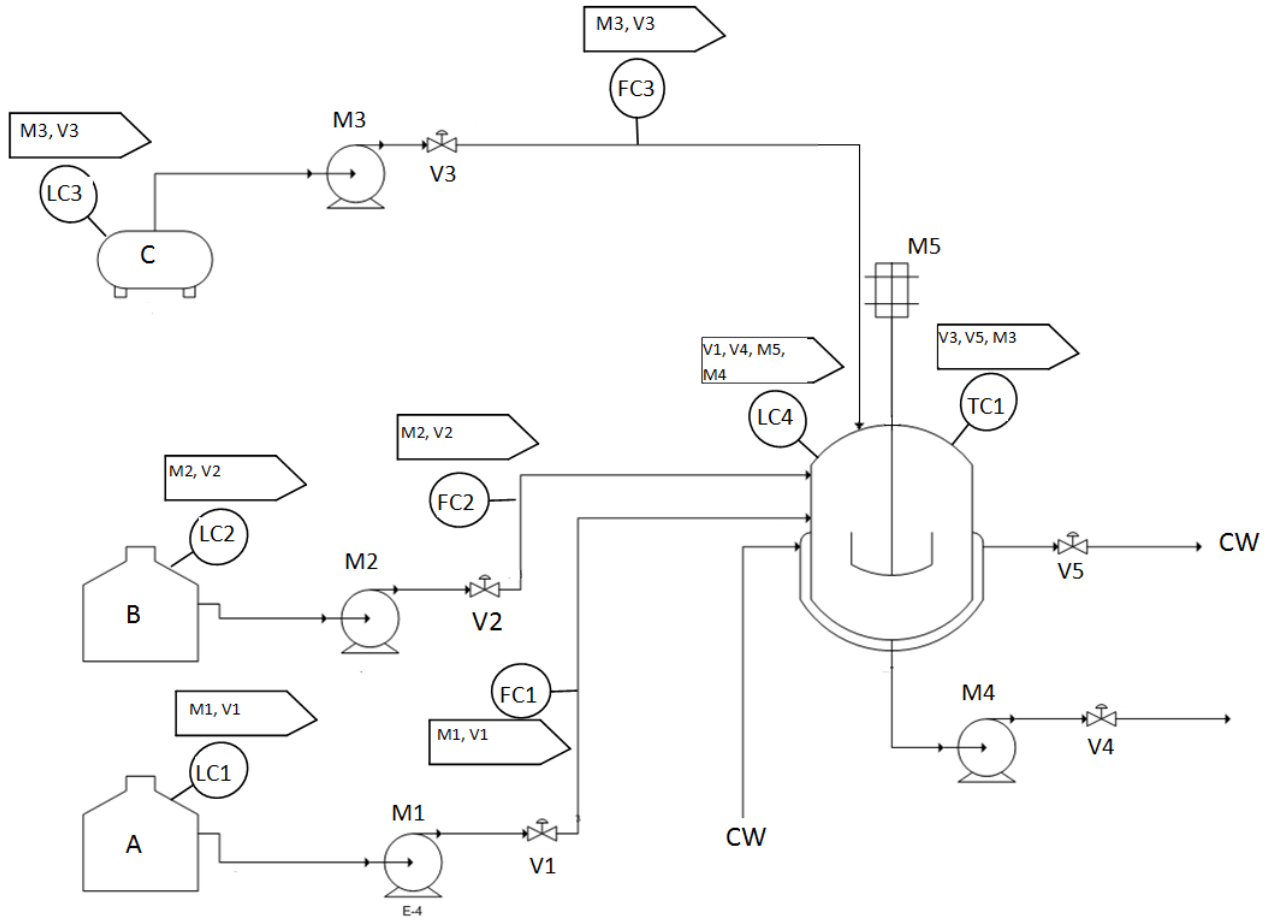 M3, V3
FC3
M3, V3
M3
V3
LC3
C
M5
V1, V4, M5,
M4
V3, V5, M3
LC4
TC1
M2, V2
M2, V2
FC2
LC2
CW
V5
M2
B
V2
FC1
M4
M1, V1
M1, V1
V4
LC1
M1
CW
A
V1
E-4